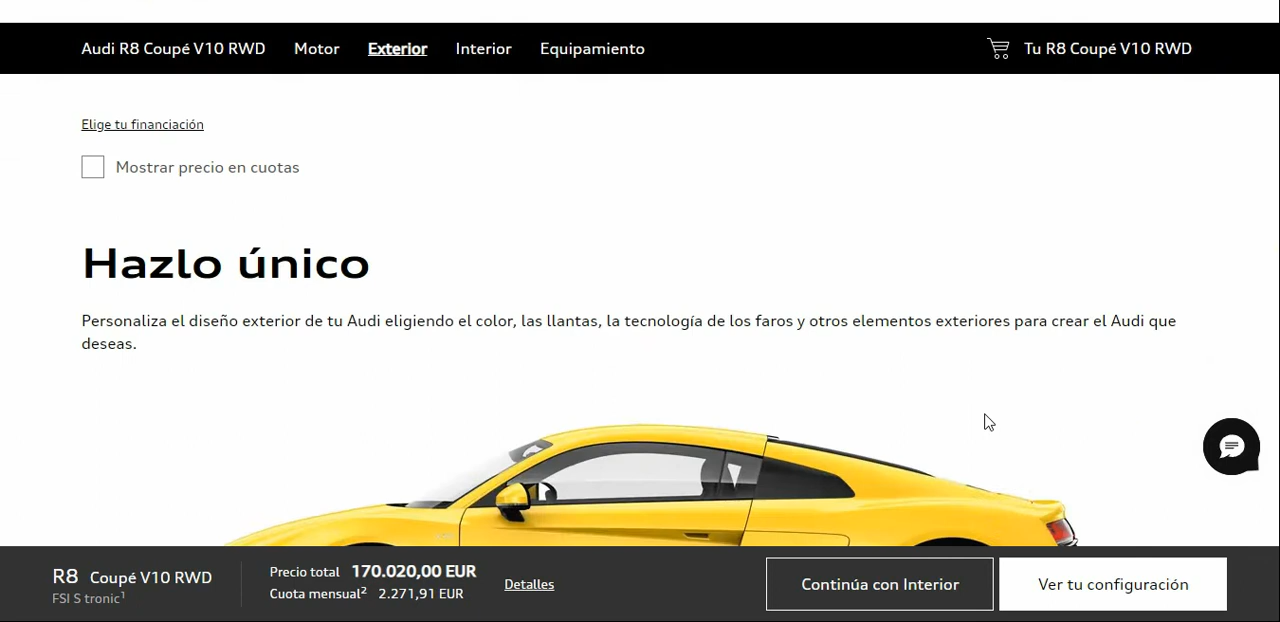 Audi R8 Coupé V10 RWD Motor Exterior Interior Equipamiento Tu R8 Coupé V10 RWD
Elige tu financiación
Mostrar precio en cuotas
Hazlo único
Personaliza el diseño exterior de tu Audi eligiendo el color, las llantas, la tecnología de los faros y otros elementos exteriores para crear el Audi que
deseas.
R8 Coupé V10 RWD
FSI S tronic¹
Precio total 170.020,00 EUR
Cuota mensual² 2.271,91 EUR
Detalles
Continúa con Interior
Ver tu configuración